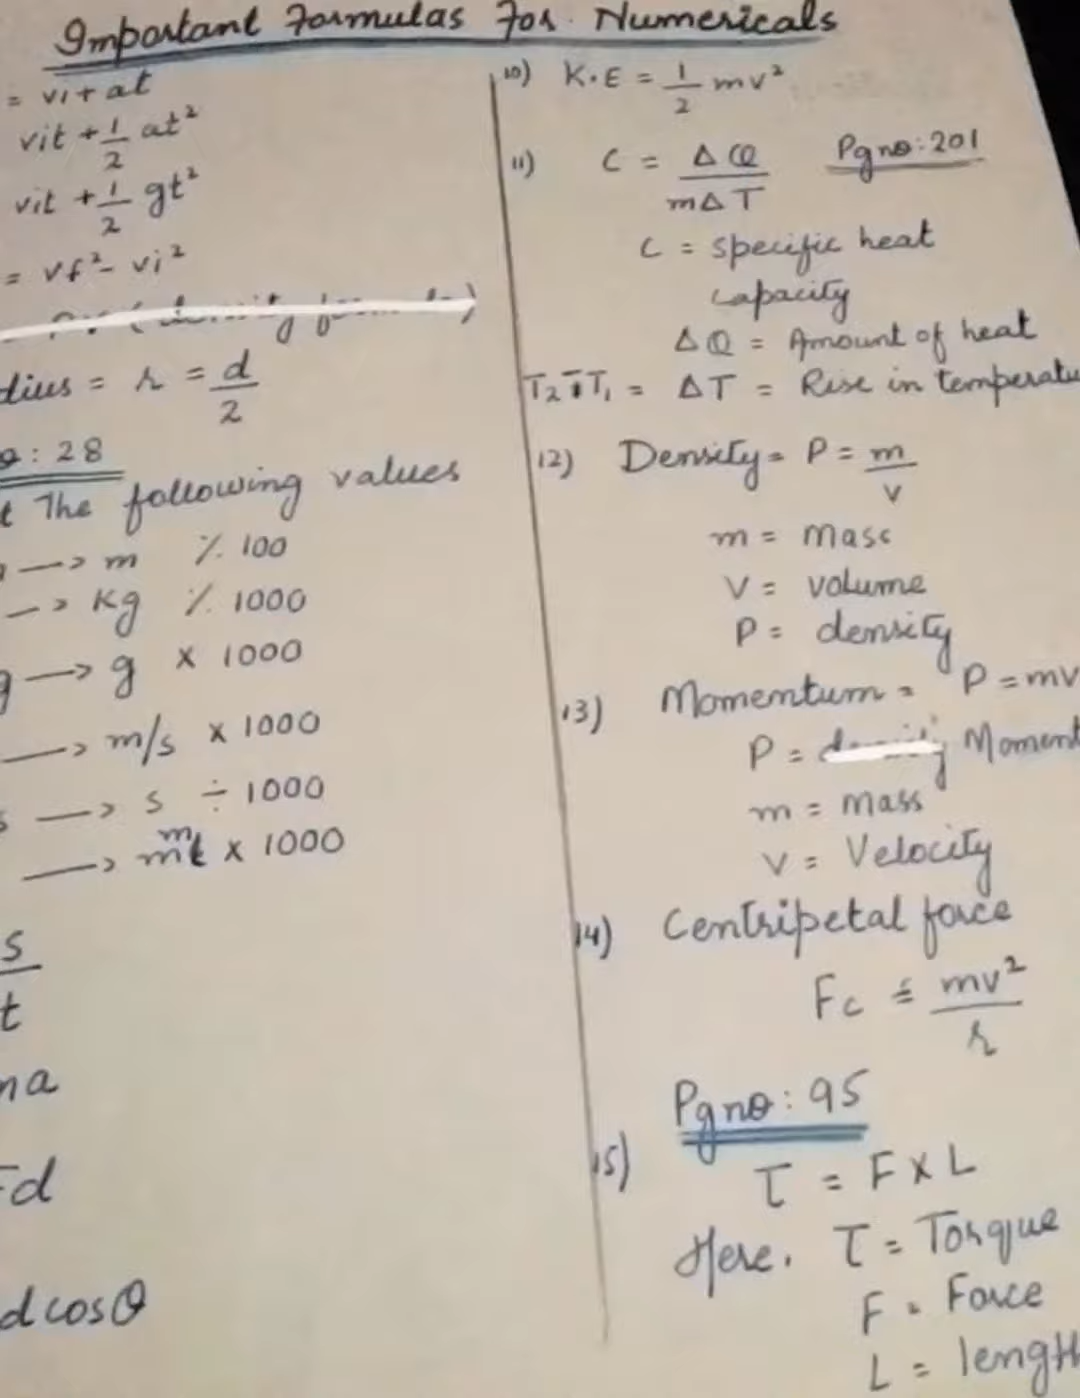 Important Formulas For Numericals
= vi + at
vit + 1/2 at²
vit + 1/2 gt²
= vf² - vi²
dius = r = d/2
: 28
The following values
—> m ٪ 100
—> Kg ٪ 1000
g —> g x 1000
—> m/s x 1000
s —> s ÷ 1000
—> mt x 1000
s/t
ma
Fd
d cosθ
10) K.E = 1/2 mv²
11) C = ΔQ/mΔT Pg no: 201
C = specific heat
capacity
ΔQ = Amount of heat
T₂ - T₁ = ΔT = Rise in temperatu
12) Density = P = m/v
m = Mass
V = volume
P = density
13) Momentum = P = mv
P = Moment
m = Mass
V = Velocity
14) Centripetal force
Fc = mv²/r
Pg no: 95
15) τ = F X L
Here. τ = Torque
F = Force
L = length